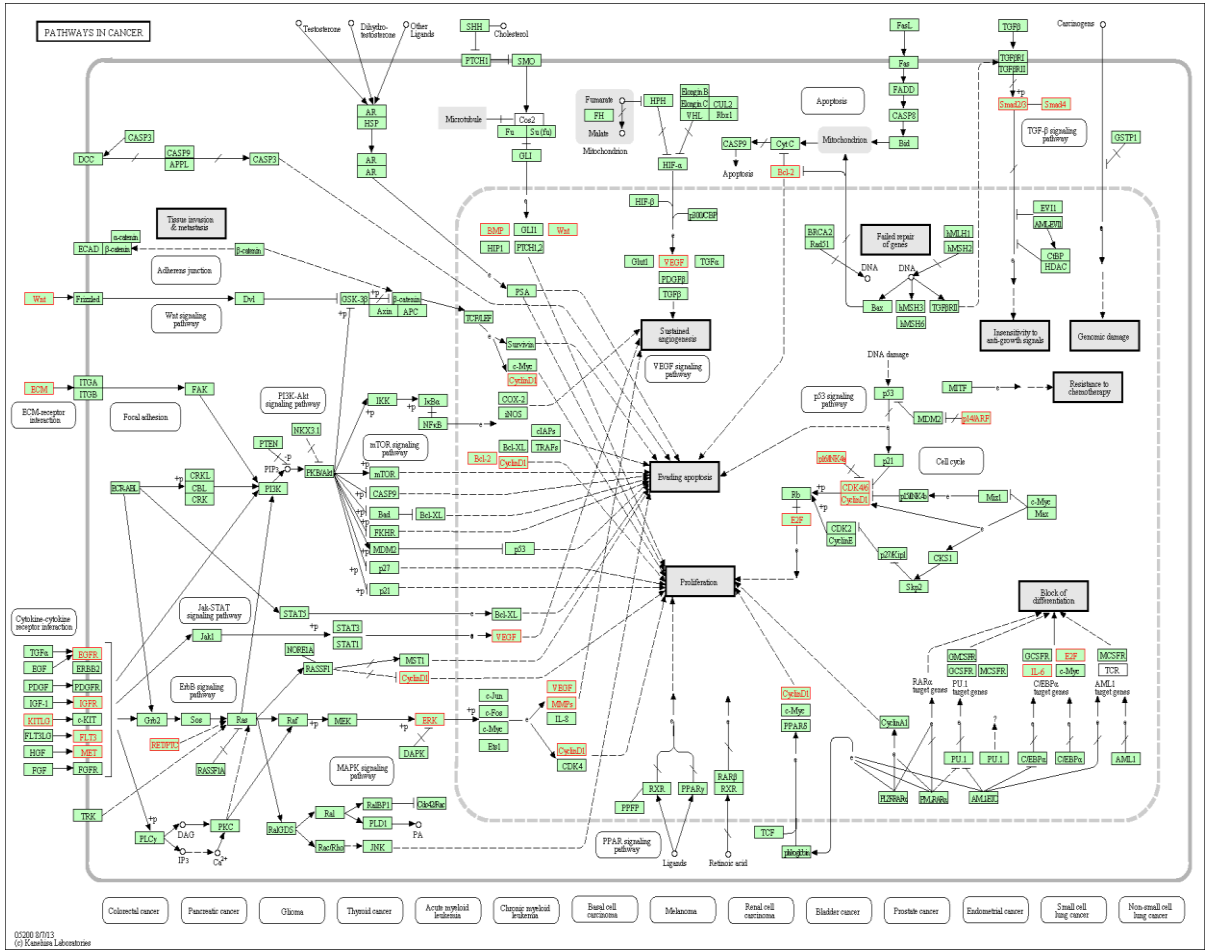 PATHWAYS IN CANCER
Testosterone
Dihydro-
testosterone
Other
Ligands
SHH
Cholesterol
PTCH1
SMO
Cos2
Microtubule
Fu
Su(fu)
GLI
Fumarate
FH
Malate
Mitochondrion
HPH
Elongin B
Elongin C
CUL2
VHL
Rbx1
HIF-α
Apoptosis
FasL
Fas
FADD
CASP8
Bid
Mitochondrion
CytC
CASP9
Apoptosis
Bcl-2
TGFβ
TGFβRI
TGFβRII
+p
Smad2/3
Smad4
TGF-β signaling
pathway
Carcinogens
GSTP1
AR
HSP
AR
AR
DCC
CASP3
CASP9
APPL
CASP3
Tissue invasion
& metastasis
ECAD
α-catenin
β-catenin
β-catenin
Adherens junction
Wnt
Frizzled
Dvl
GSK-3β
+p
β-catenin
Axin
APC
Wnt signaling
pathway
TCF/LEF
BMP
GLI1
Wnt
HIP1
PTCH1,2
PSA
Survivin
c-Myc
CyclinD1
HIF-β
p300/CBP
Glut1
VEGF
TGFα
PDGFβ
TGFβ
Sustained
angiogenesis
VEGF signaling
pathway
BRCA2
Rad51
DNA
Failed repair
of genes
hMLH1
hMSH2
DNA
Bax
hMSH3
TGFβRII
hMSH6
EVI1
AML-EVI1
CtBP
HDAC
Insensitivity to
anti-growth signals
Genomic damage
DNA damage
p53 signaling
pathway
p53
MDM2
p14/ARF
MITF
Resistance to
chemotherapy
ECM
ITGA
ITGB
FAK
ECM-receptor
interaction
Focal adhesion
PI3K-Akt
signaling pathway
PTEN
NKX3.1
PIP3
-p
PKB/Akt
IKK
IκBα
NFκB
+p
mTOR signaling
pathway
mTOR
CASP9
Bad
Bcl-XL
FKHR
MDM2
p53
p27
p21
COX-2
iNOS
cIAPs
Bcl-XL
TRAFs
Bcl-2
CyclinD1
Evading apoptosis
BCR-ABL
CRKL
CBL
CRK
PI3K
p21
Cell cycle
p16INK4a
CDK4/6
CyclinD1
p15INK4b
Miz1
c-Myc
Max
Rb
+p
E2F
CDK2
CyclinE
p27/Kip1
CKS1
Skp2
Proliferation
Block of
differentiation
Jak-STAT
signaling pathway
STAT5
Bcl-XL
Jak1
STAT3
STAT1
VEGF
Cytokine-cytokine
receptor interaction
TGFα
EGFR
EGF
ERBB2
PDGF
PDGFR
IGF-1
IGFR
KITLG
c-KIT
FLT3LG
FLT3
HGF
MET
FGF
FGFR
TRK
NORE1A
RASSF1
MST1
CyclinD1
ErbB signaling
pathway
Grb2
Sos
Ras
Raf
MEK
ERK
+p
RET/PTC
RASSF1A
DAPK
MAPK signaling
pathway
c-Jun
c-Fos
c-Myc
Ets1
VEGF
MMPs
IL-8
CyclinD1
CDK4
PLCγ
DAG
IP3
PKC
Ca2+
RalGDS
Ral
RalBP1
Cdc42/Rac
PLD1
PA
Rac/Rho
JNK
PPFP
RXR
PPARγ
RARβ
RXR
PPAR signaling
pathway
Ligands
Retinoic acid
CyclinD1
c-Myc
PPARδ
TCF
CyclinA1
RARα
target genes
GMCSFR
GCSFR
MCSFR
PU.1
target genes
GCSFR
E2F
IL-6
c-Myc
C/EBPα
target genes
MCSFR
TCR
AML1
target genes
?
PU.1
PU.1
C/EBPα
C/EBPα
AML1
PLZF-RARα
PML-RARα
AML1-ETO
Colorectal cancer
Pancreatic cancer
Glioma
Thyroid cancer
Acute myeloid
leukemia
Chronic myeloid
leukemia
Basal cell
carcinoma
Melanoma
Renal cell
carcinoma
Bladder cancer
Prostate cancer
Endometrial cancer
Small cell
lung cancer
Non-small cell
lung cancer
05200 8/7/13
(c) Kanehisa Laboratories